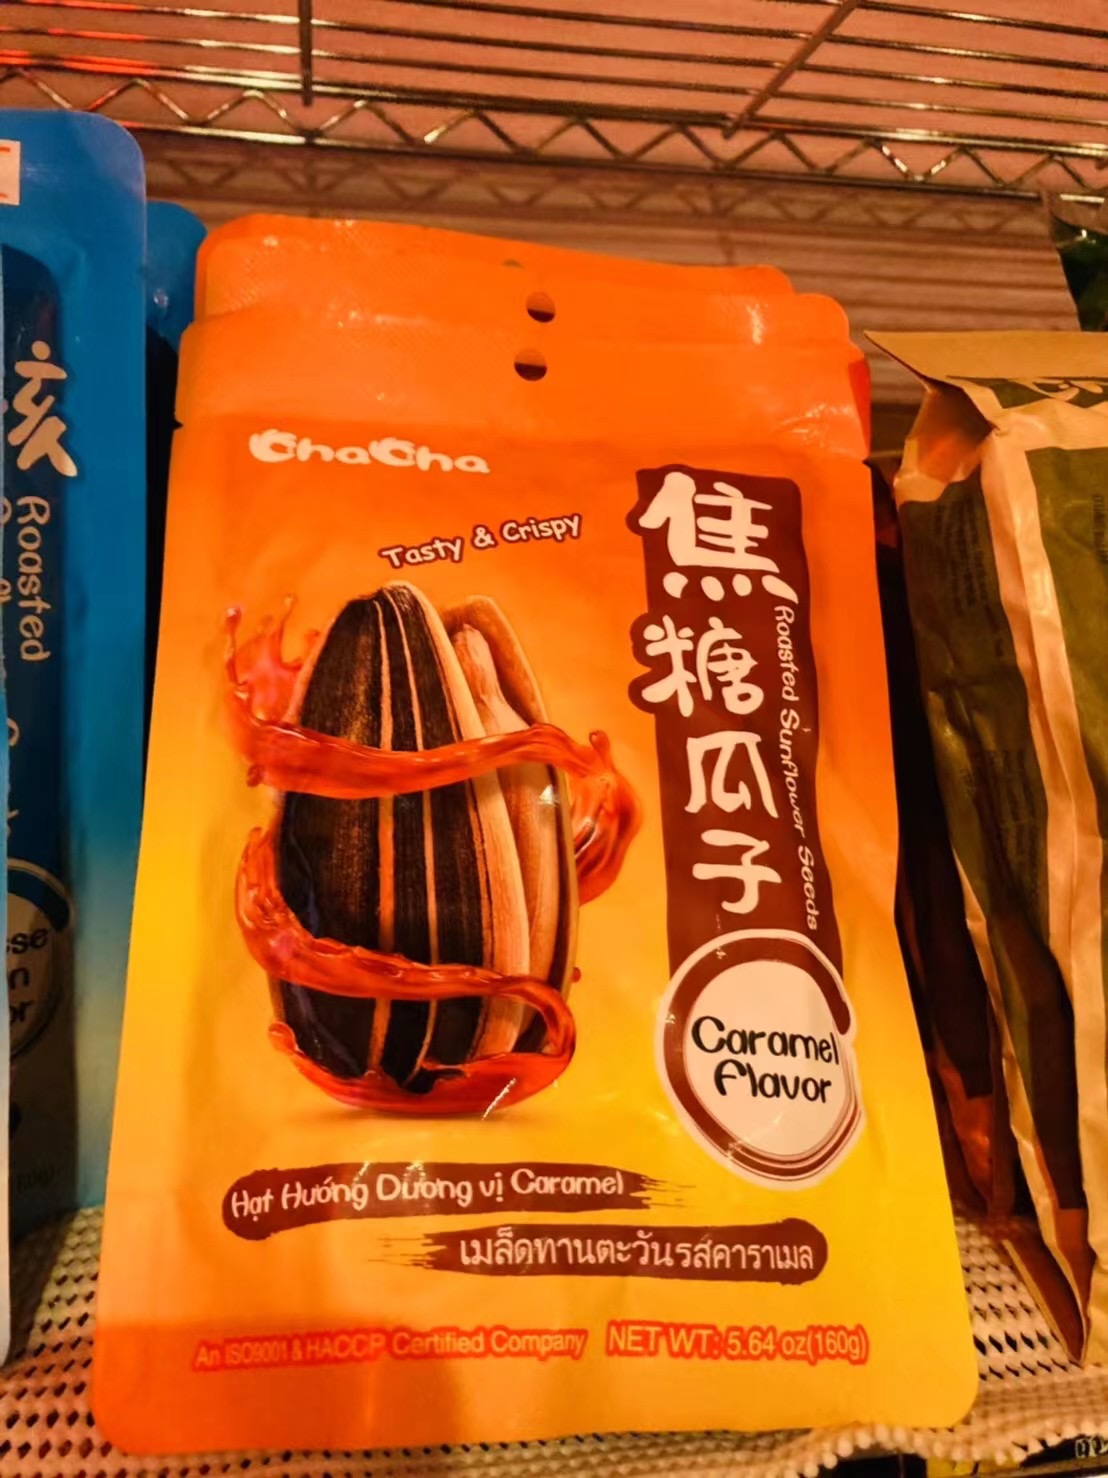 ChaCha
Tasty & Crispy
焦糖瓜子
Roasted Sunflower Seeds
Caramel
Flavor
Hạt Hướng Dương vị Caramel
เมล็ดทานตะวันรสคาราเมล
An ISO9001 & HACCP Certified Company
NET WT: 5.64 oz(160g)
Roasted